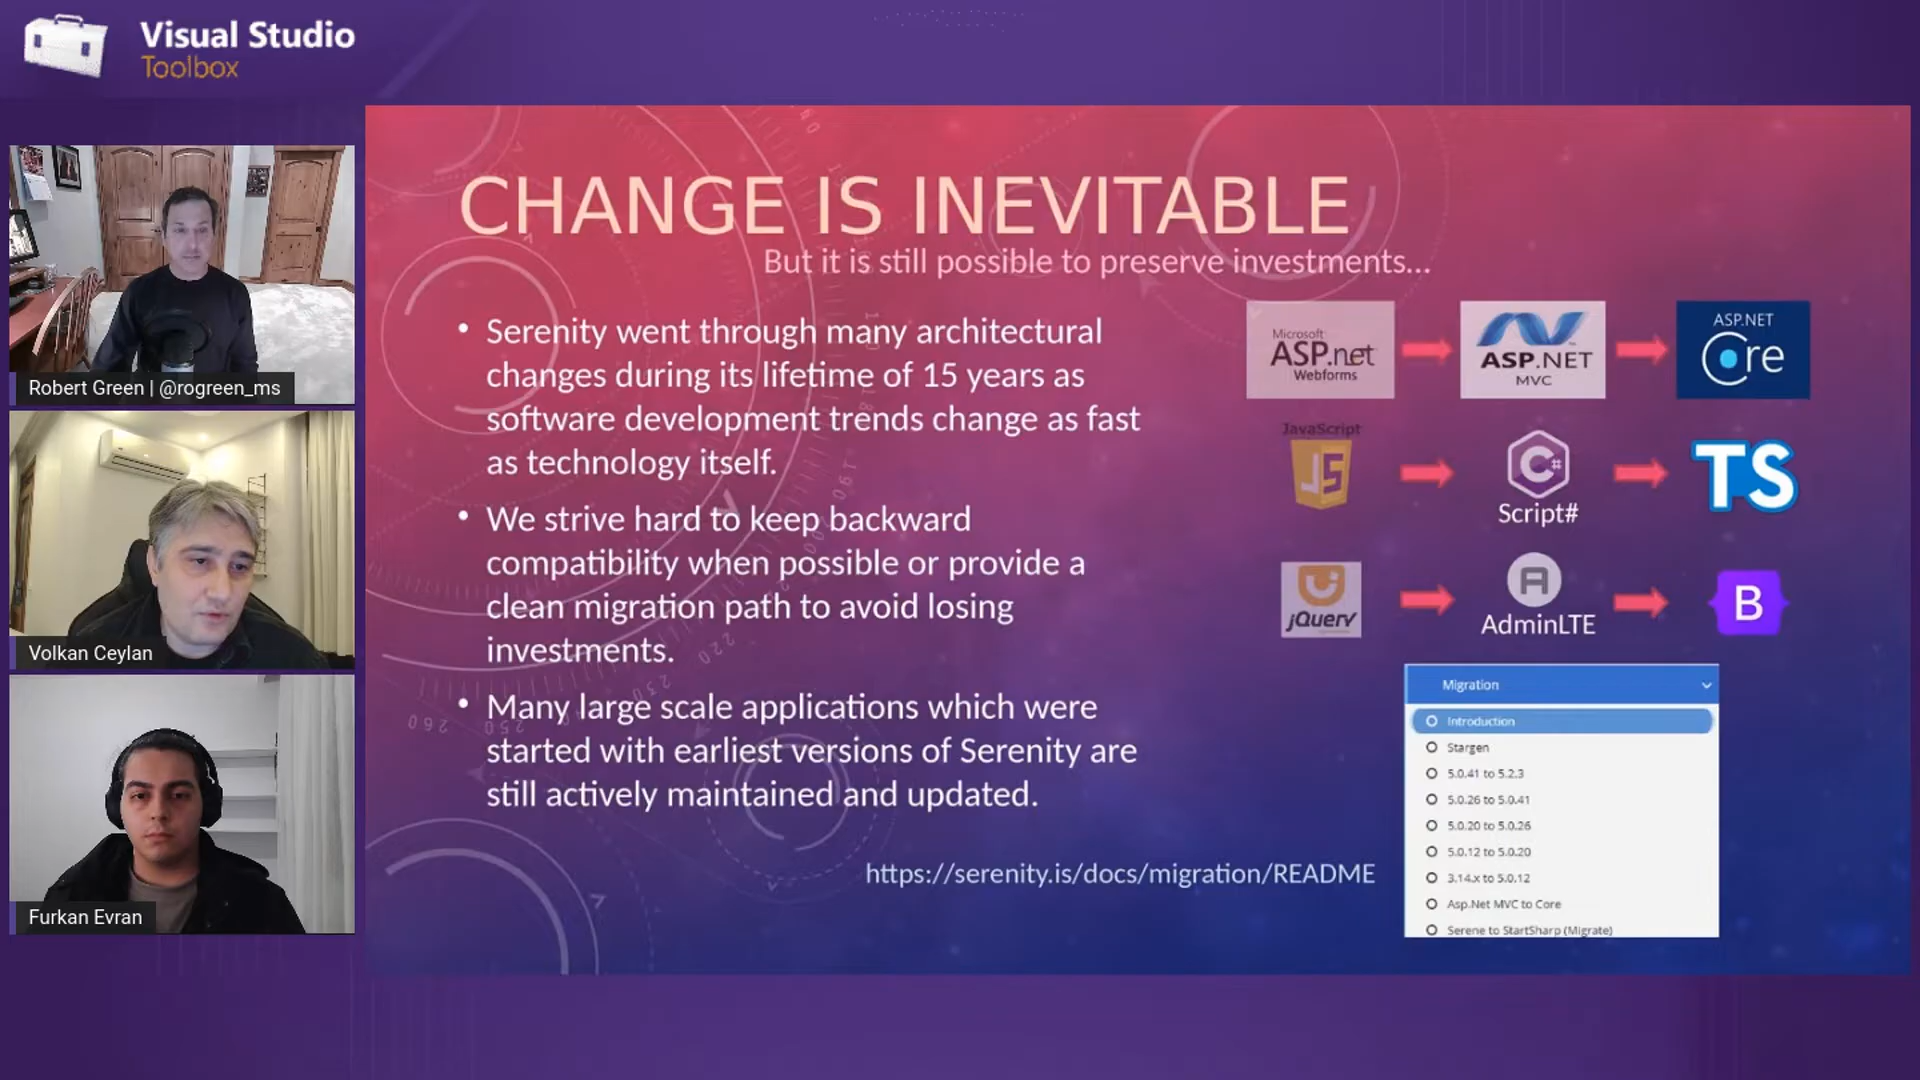 Visual Studio
Toolbox
Robert Green | @rogreen_ms
Volkan Ceylan
Furkan Evran
CHANGE IS INEVITABLE
But it is still possible to preserve investments...
• Serenity went through many architectural
changes during its lifetime of 15 years as
software development trends change as fast
as technology itself.
• We strive hard to keep backward
compatibility when possible or provide a
clean migration path to avoid losing
investments.
• Many large scale applications which were
started with earliest versions of Serenity are
still actively maintained and updated.
https://serenity.is/docs/migration/README
Microsoft
ASP.net
Webforms
ASP.NET
MVC
ASP.NET
Core
JavaScript
JS
C#
Script#
TS
jQuery
A
AdminLTE
B
Migration
Introduction
Stargen
5.0.41 to 5.2.3
5.0.26 to 5.0.41
5.0.20 to 5.0.26
5.0.12 to 5.0.20
3.14.x to 5.0.12
Asp.Net MVC to Core
Serene to StartSharp (Migrate)